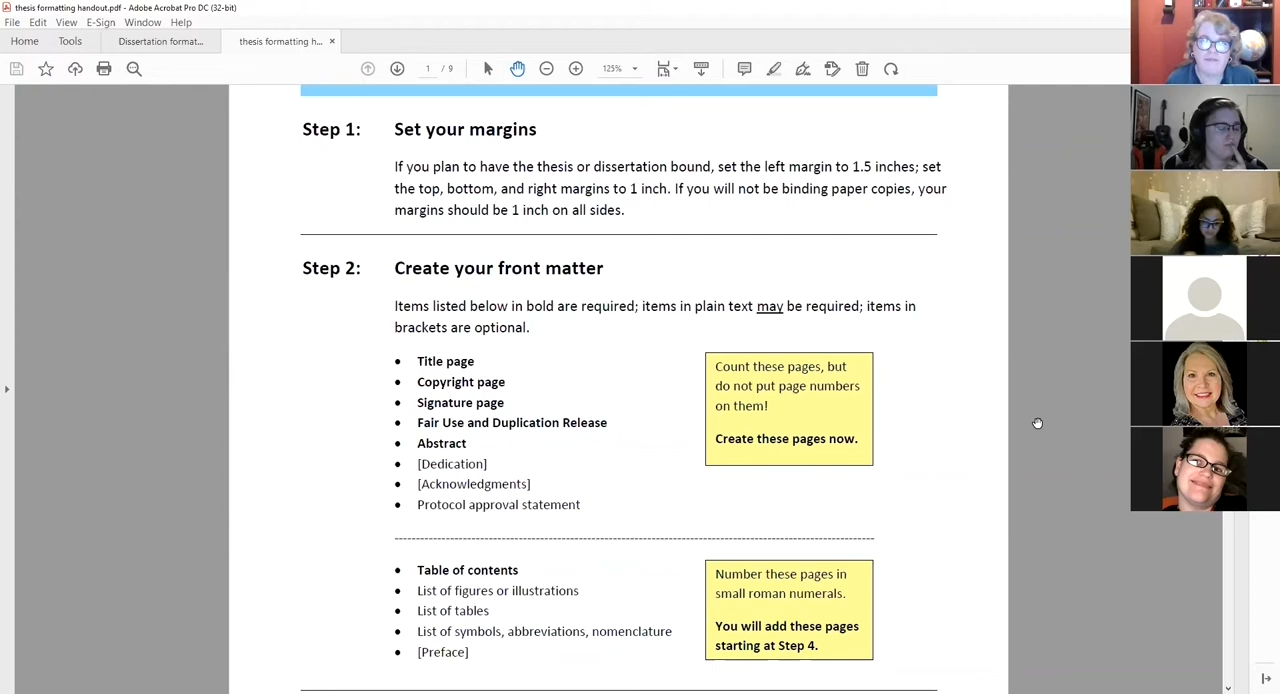 thesis formatting handout.pdf - Adobe Acrobat Pro DC (32-bit)
File Edit View E-Sign Window Help
Home Tools Dissertation format... thesis formatting h... ×
1 / 9 125%
Step 1: Set your margins
If you plan to have the thesis or dissertation bound, set the left margin to 1.5 inches; set
the top, bottom, and right margins to 1 inch. If you will not be binding paper copies, your
margins should be 1 inch on all sides.
Step 2: Create your front matter
Items listed below in bold are required; items in plain text may be required; items in
brackets are optional.
• Title page
• Copyright page
• Signature page
• Fair Use and Duplication Release
• Abstract
• [Dedication]
• [Acknowledgments]
• Protocol approval statement
Count these pages, but
do not put page numbers
on them!
Create these pages now.
• Table of contents
• List of figures or illustrations
• List of tables
• List of symbols, abbreviations, nomenclature
• [Preface]
Number these pages in
small roman numerals.
You will add these pages
starting at Step 4.